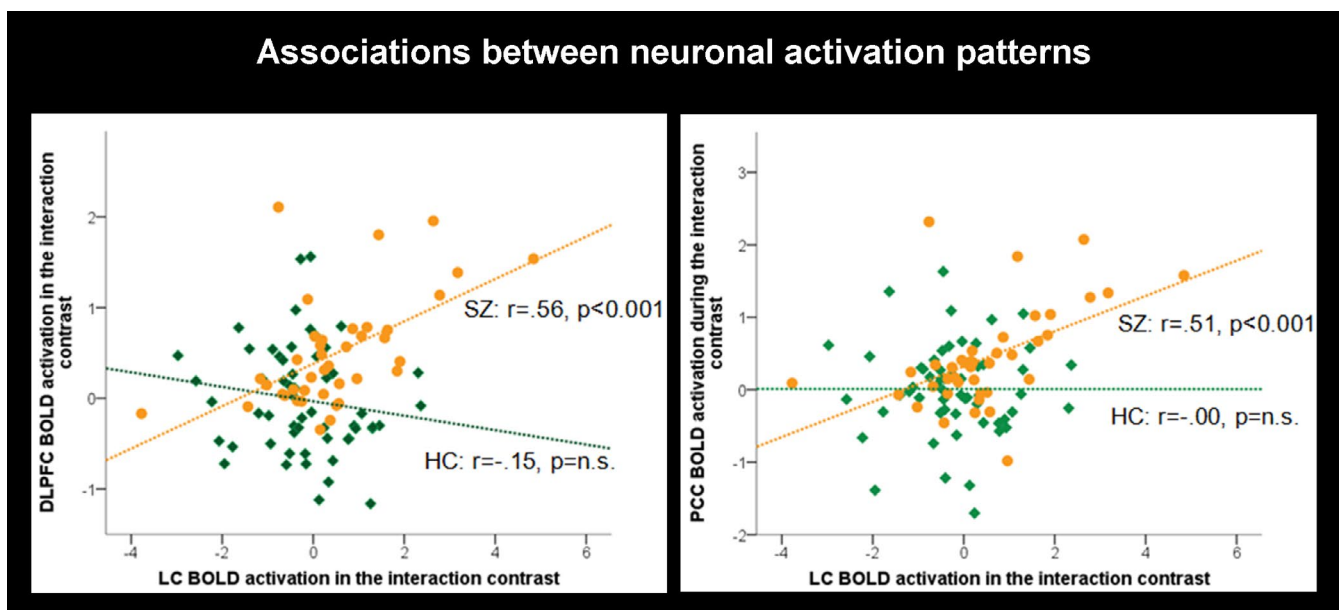 Associations between neuronal activation patterns
DLPFC BOLD activation in the interaction
contrast
2
1
0
-1
-4
-2
0
2
4
6
SZ: r=.56, p<0.001
HC: r=-.15, p=n.s.
LC BOLD activation in the interaction contrast
PCC BOLD activation during the interaction
contrast
3
2
1
0
-1
-2
-4
-2
0
2
4
6
SZ: r=.51, p<0.001
HC: r=-.00, p=n.s.
LC BOLD activation in the interaction contrast